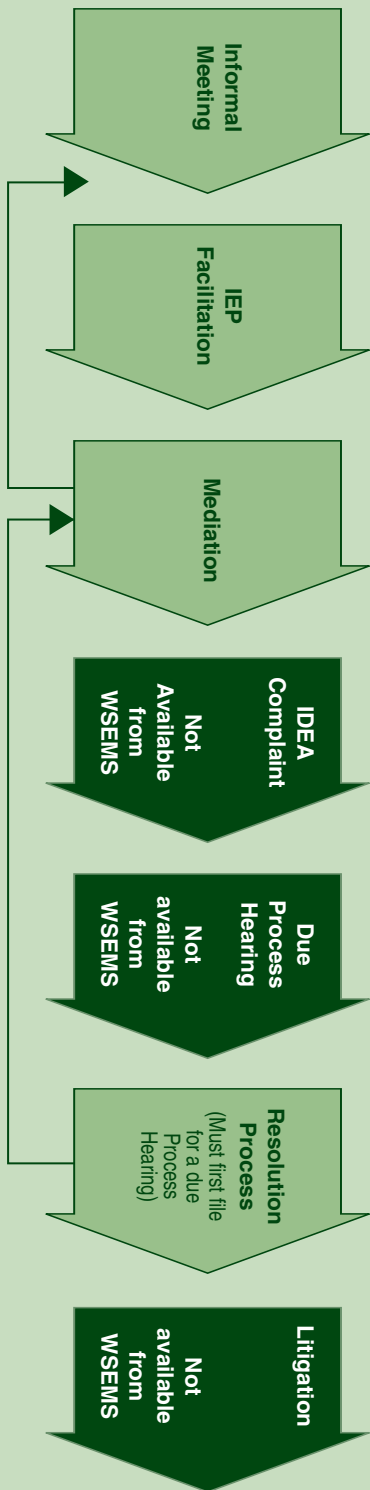 Informal
Meeting
IEP
Facilitation
Mediation
IDEA
Complaint
Not
Available
from
WSEMS
Due
Process
Hearing
Not
available
from
WSEMS
Resolution
Process
(Must first file
for a due
Process
Hearing)
Litigation
Not
available
from
WSEMS